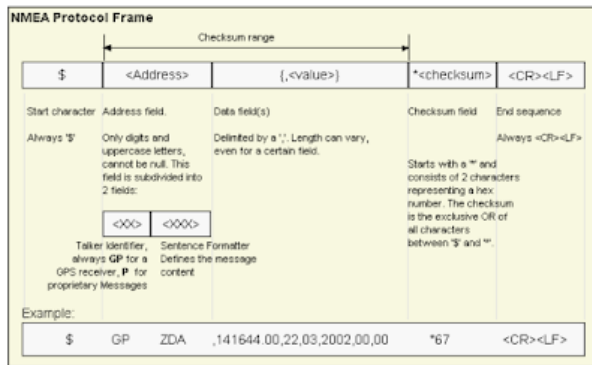 NMEA Protocol Frame
Checksum range
$ <Address> {,<value>} *<checksum> <CR><LF>
Start character
Always '$'
Address field.
Only digits and
uppercase letters,
cannot be null. This
field is subdivided into
2 fields:
<XX> <XXX>
Talker Identifier,
always GP for a
GPS receiver, P for
proprietary Messages
Sentence Formatter
Defines the message
content
Data field(s)
Delimited by a ','. Length can vary,
even for a certain field.
Checksum field
Starts with a '*' and
consists of 2 characters
representing a hex
number. The checksum
is the exclusive OR of
all characters
between '$' and '*'.
End sequence
Always <CR><LF>
Example:
$ GP ZDA ,141644.00,22,03,2002,00,00 *67 <CR><LF>